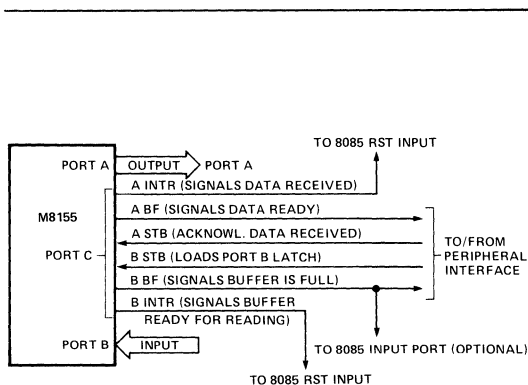 TO 8085 RST INPUT
PORT A
OUTPUT
PORT A
A INTR (SIGNALS DATA RECEIVED)
M8155
A BF (SIGNALS DATA READY)
A STB (ACKNOWL. DATA RECEIVED)
PORT C
B STB (LOADS PORT B LATCH)
B BF (SIGNALS BUFFER IS FULL)
TO/FROM
PERIPHERAL
INTERFACE
B INTR (SIGNALS BUFFER
READY FOR READING)
PORT B
INPUT
TO 8085 INPUT PORT (OPTIONAL)
TO 8085 RST INPUT